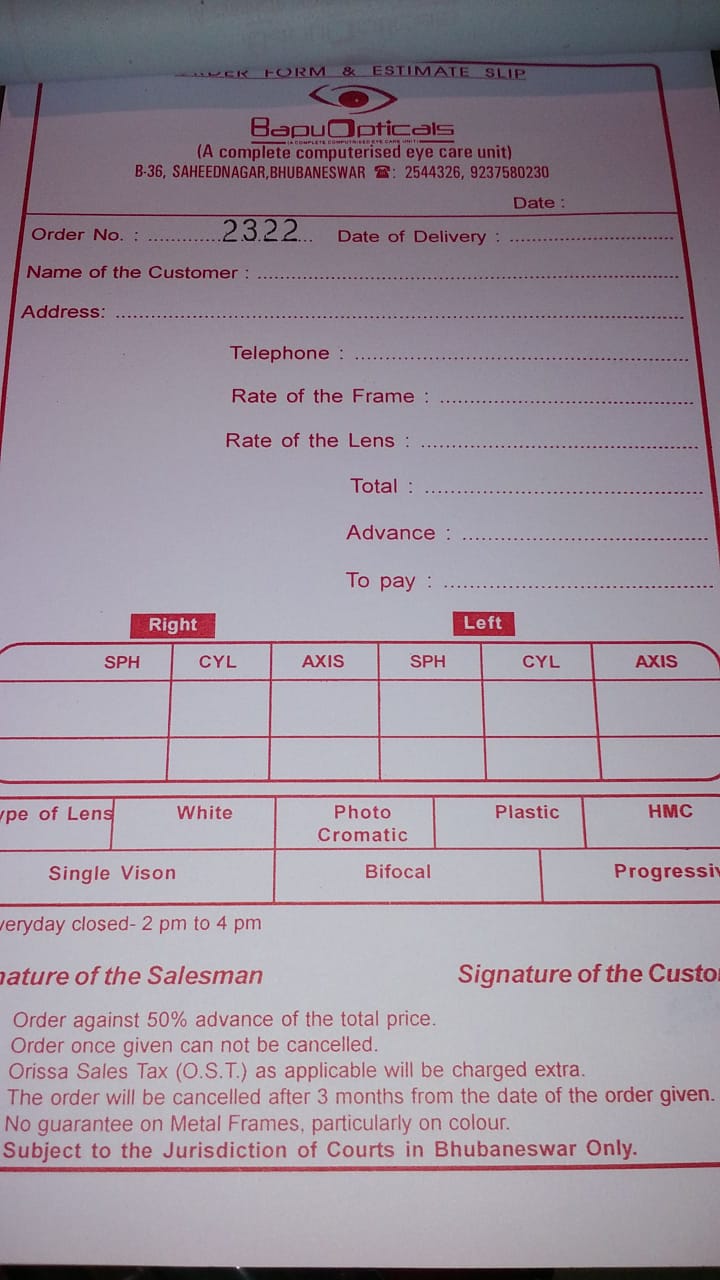 ORDER FORM & ESTIMATE SLIP
BapuOpticals
(A COMPLETE COMPUTERISED EYE CARE UNIT)
(A complete computerised eye care unit)
B-36, SAHEEDNAGAR,BHUBANESWAR ☎: 2544326, 9237580230
Date :
Order No. : ............2322... Date of Delivery : ............................
Name of the Customer : ............................
Address: ............................
Telephone : ............................
Rate of the Frame : ............................
Rate of the Lens : ............................
Total : ............................
Advance : ............................
To pay : ............................
Right Left
SPH CYL AXIS SPH CYL AXIS
ype of Lens White Photo Cromatic Plastic HMC
Single Vison Bifocal Progressiv
veryday closed- 2 pm to 4 pm
nature of the Salesman Signature of the Custo
Order against 50% advance of the total price.
Order once given can not be cancelled.
Orissa Sales Tax (O.S.T.) as applicable will be charged extra.
The order will be cancelled after 3 months from the date of the order given.
No guarantee on Metal Frames, particularly on colour.
Subject to the Jurisdiction of Courts in Bhubaneswar Only.